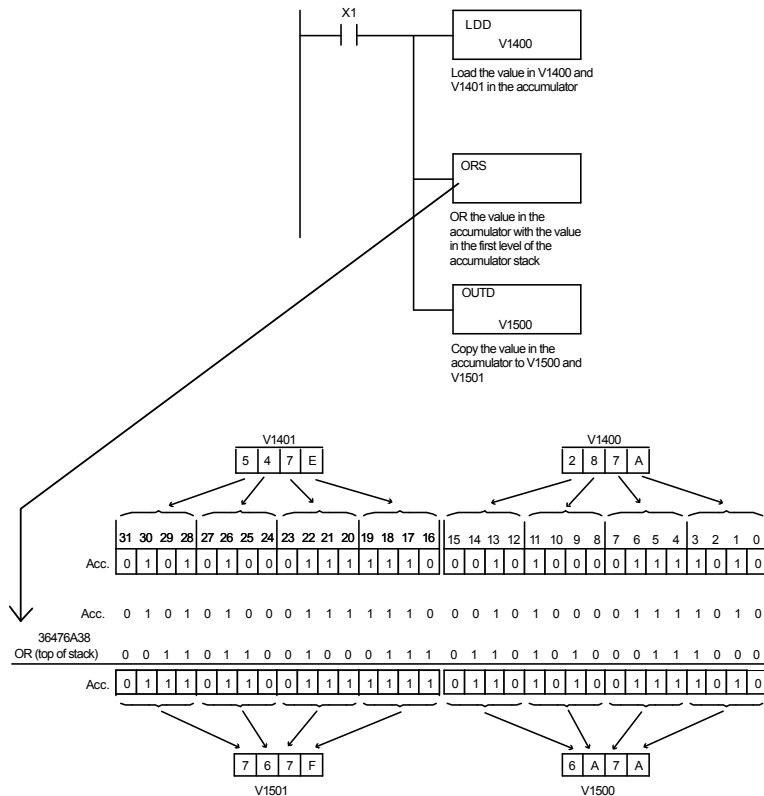 X1
LDD
V1400
Load the value in V1400 and
V1401 in the accumulator
ORS
OR the value in the
accumulator with the value
in the first level of the
accumulator stack
OUTD
V1500
Copy the value in the
accumulator to V1500 and
V1501
V1401 V1400
5 4 7 E 2 8 7 A
31 30 29 28 27 26 25 24 23 22 21 20 19 18 17 16 15 14 13 12 11 10 9 8 7 6 5 4 3 2 1 0
Acc. 0 1 0 1 0 1 0 0 0 1 1 1 1 1 1 0 0 0 1 0 1 0 0 0 0 1 1 1 1 0 1 0
Acc. 0 1 0 1 0 1 0 0 0 1 1 1 1 1 1 0 0 0 1 0 1 0 0 0 0 1 1 1 1 0 1 0
36476A38
OR (top of stack) 0 0 1 1 0 1 1 0 0 1 0 0 0 1 1 1 0 1 1 0 1 0 1 0 0 0 1 1 1 0 0 0
Acc. 0 1 1 1 0 1 1 0 0 1 1 1 1 1 1 1 0 1 1 0 1 0 1 0 0 1 1 1 1 0 1 0
7 6 7 F 6 A 7 A
V1501 V1500